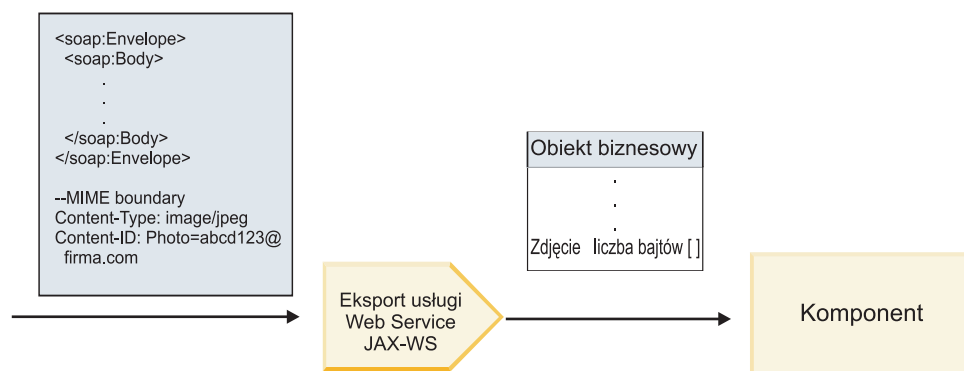 <soap:Envelope>
<soap:Body>
.
.
.
</soap:Body>
</soap:Envelope>
--MIME boundary
Content-Type: image/jpeg
Content-ID: Photo=abcd123@
firma.com
Eksport usługi
Web Service
JAX-WS
Obiekt biznesowy
.
.
.
Zdjęcie liczba bajtów [ ]
Komponent